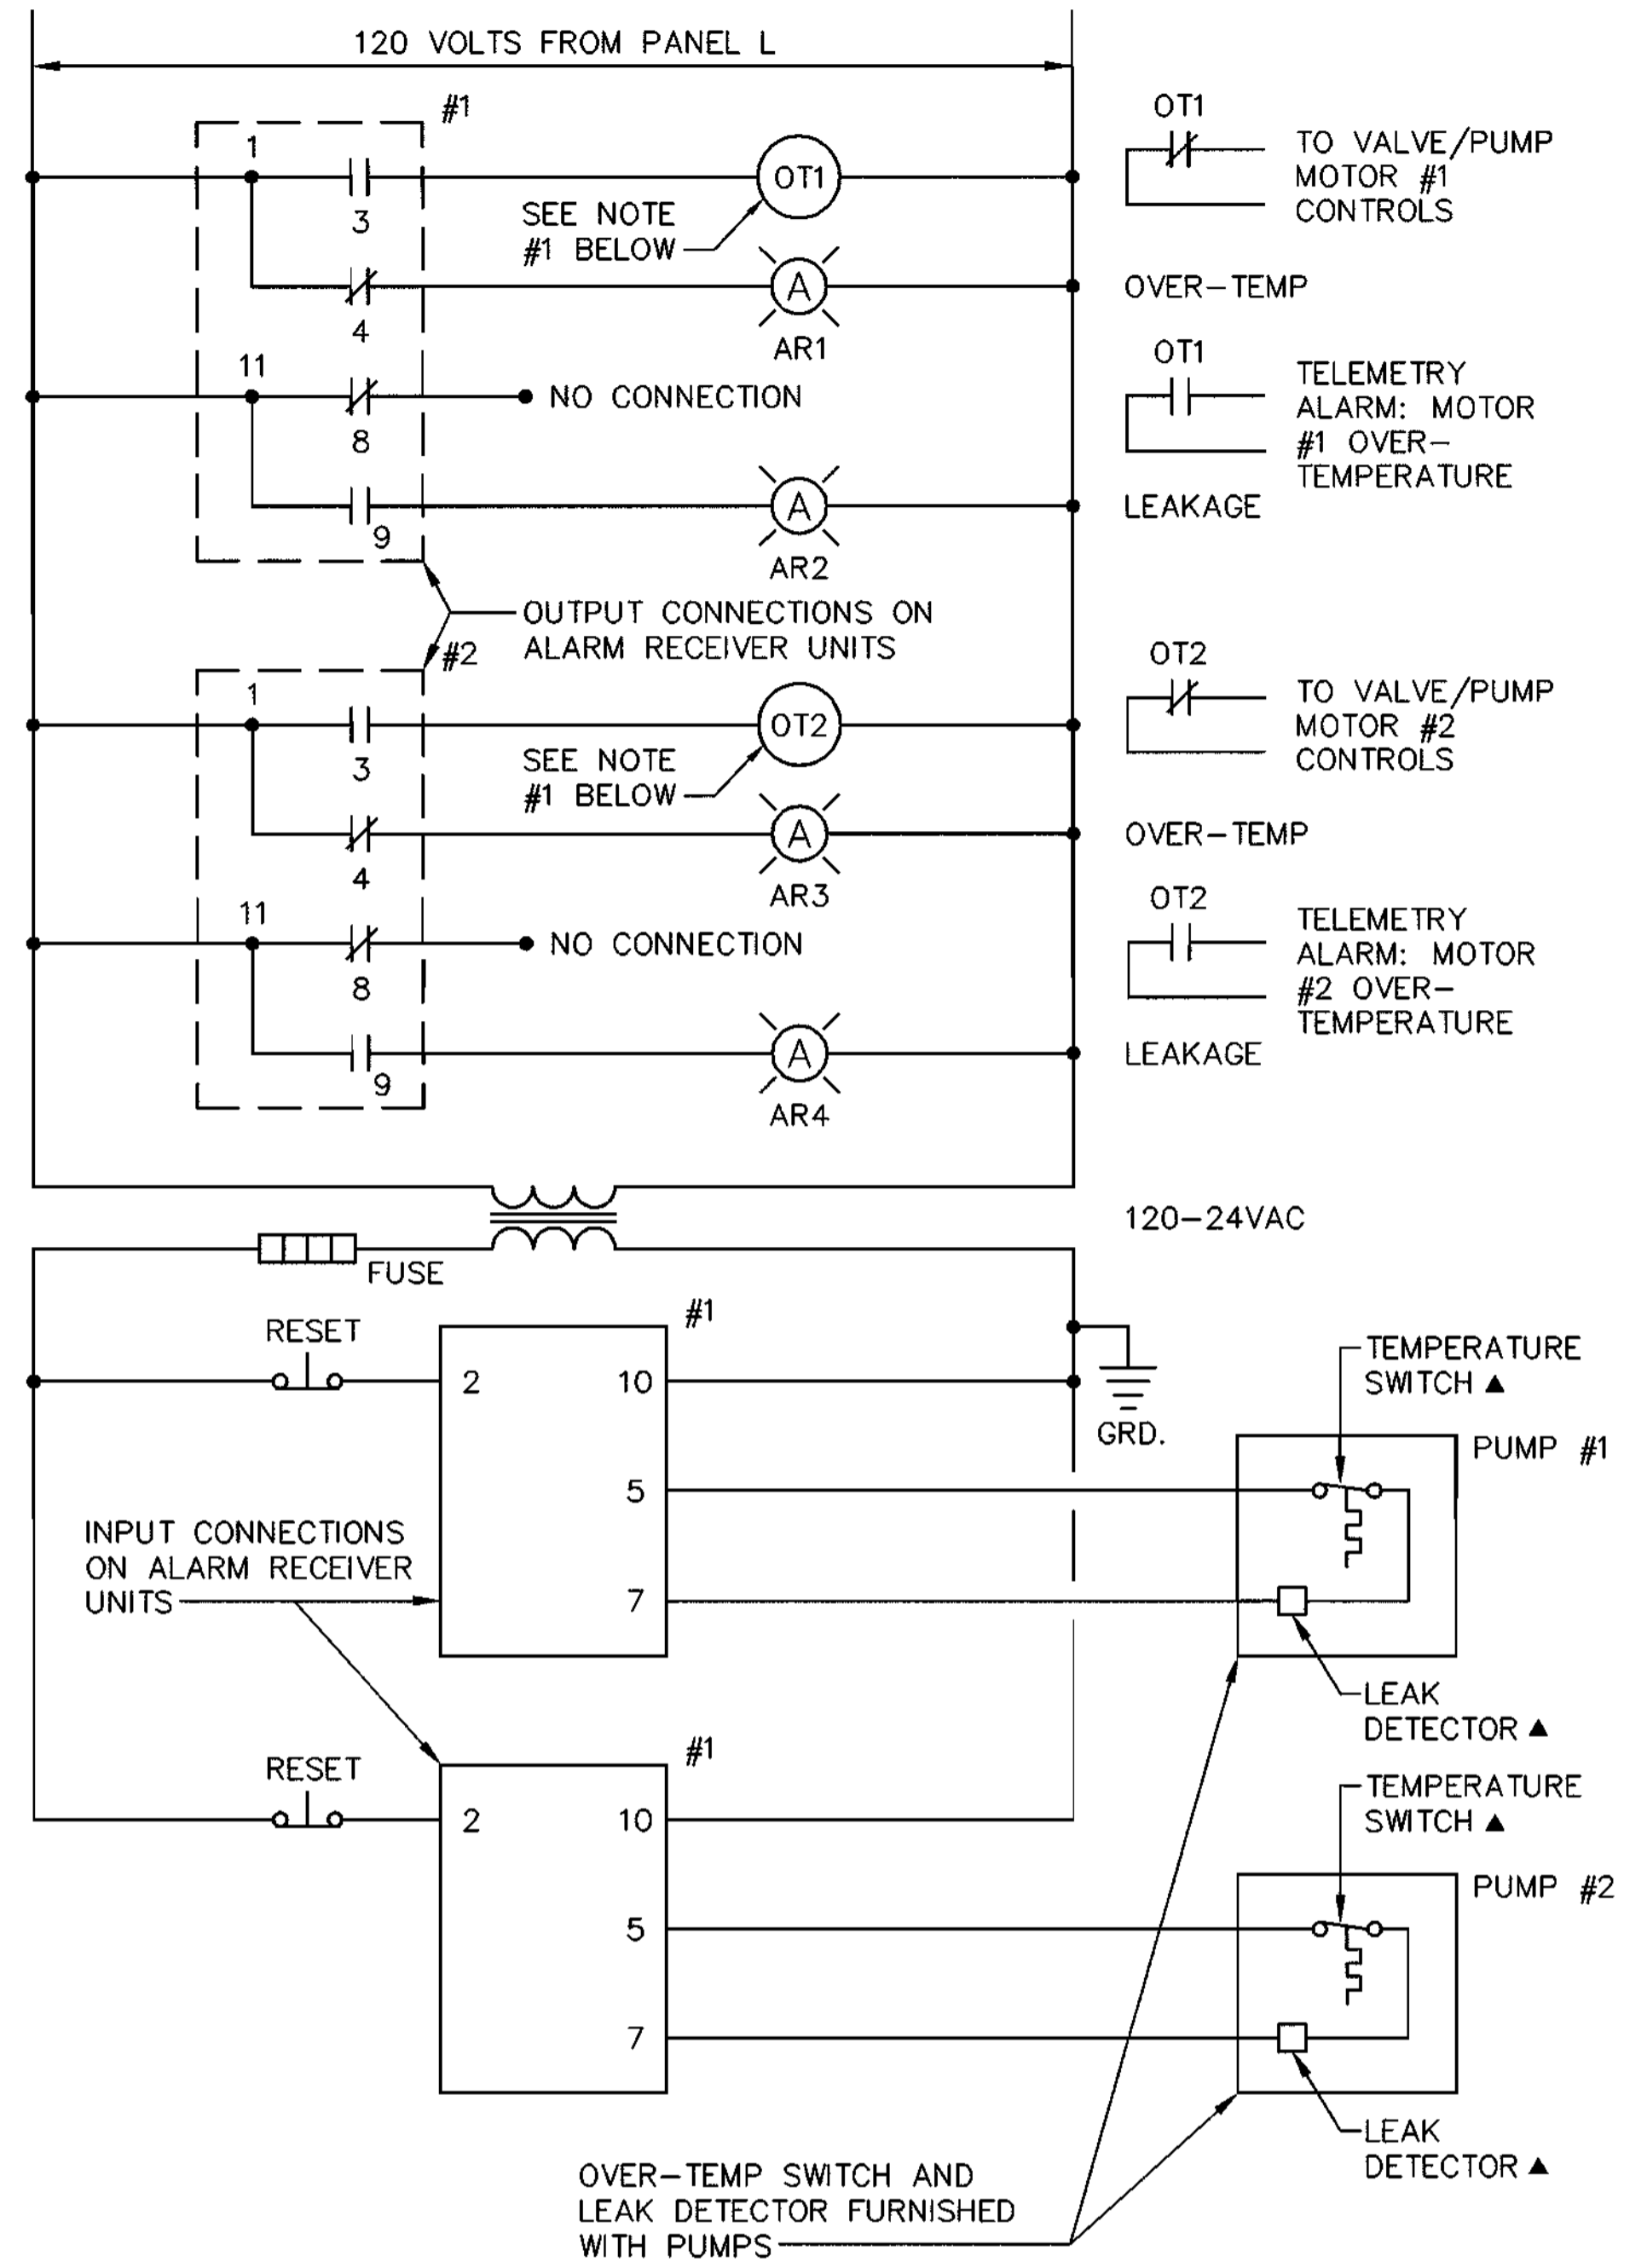 120 VOLTS FROM PANEL L
#1
1
3
OT1
SEE NOTE
#1 BELOW
4
A
AR1
11
8
NO CONNECTION
9
A
AR2
OT1
TO VALVE/PUMP
MOTOR #1
CONTROLS
OVER-TEMP
OT1
TELEMETRY
ALARM: MOTOR
#1 OVER-
TEMPERATURE
LEAKAGE
OUTPUT CONNECTIONS ON
ALARM RECEIVER UNITS
#2
1
3
OT2
SEE NOTE
#1 BELOW
4
A
AR3
11
8
NO CONNECTION
9
A
AR4
OT2
TO VALVE/PUMP
MOTOR #2
CONTROLS
OVER-TEMP
OT2
TELEMETRY
ALARM: MOTOR
#2 OVER-
TEMPERATURE
LEAKAGE
120-24VAC
FUSE
RESET
#1
2
10
5
7
GRD.
TEMPERATURE
SWITCH ▲
PUMP #1
LEAK
DETECTOR ▲
INPUT CONNECTIONS
ON ALARM RECEIVER
UNITS
RESET
#1
2
10
5
7
TEMPERATURE
SWITCH ▲
PUMP #2
LEAK
DETECTOR ▲
OVER-TEMP SWITCH AND
LEAK DETECTOR FURNISHED
WITH PUMPS